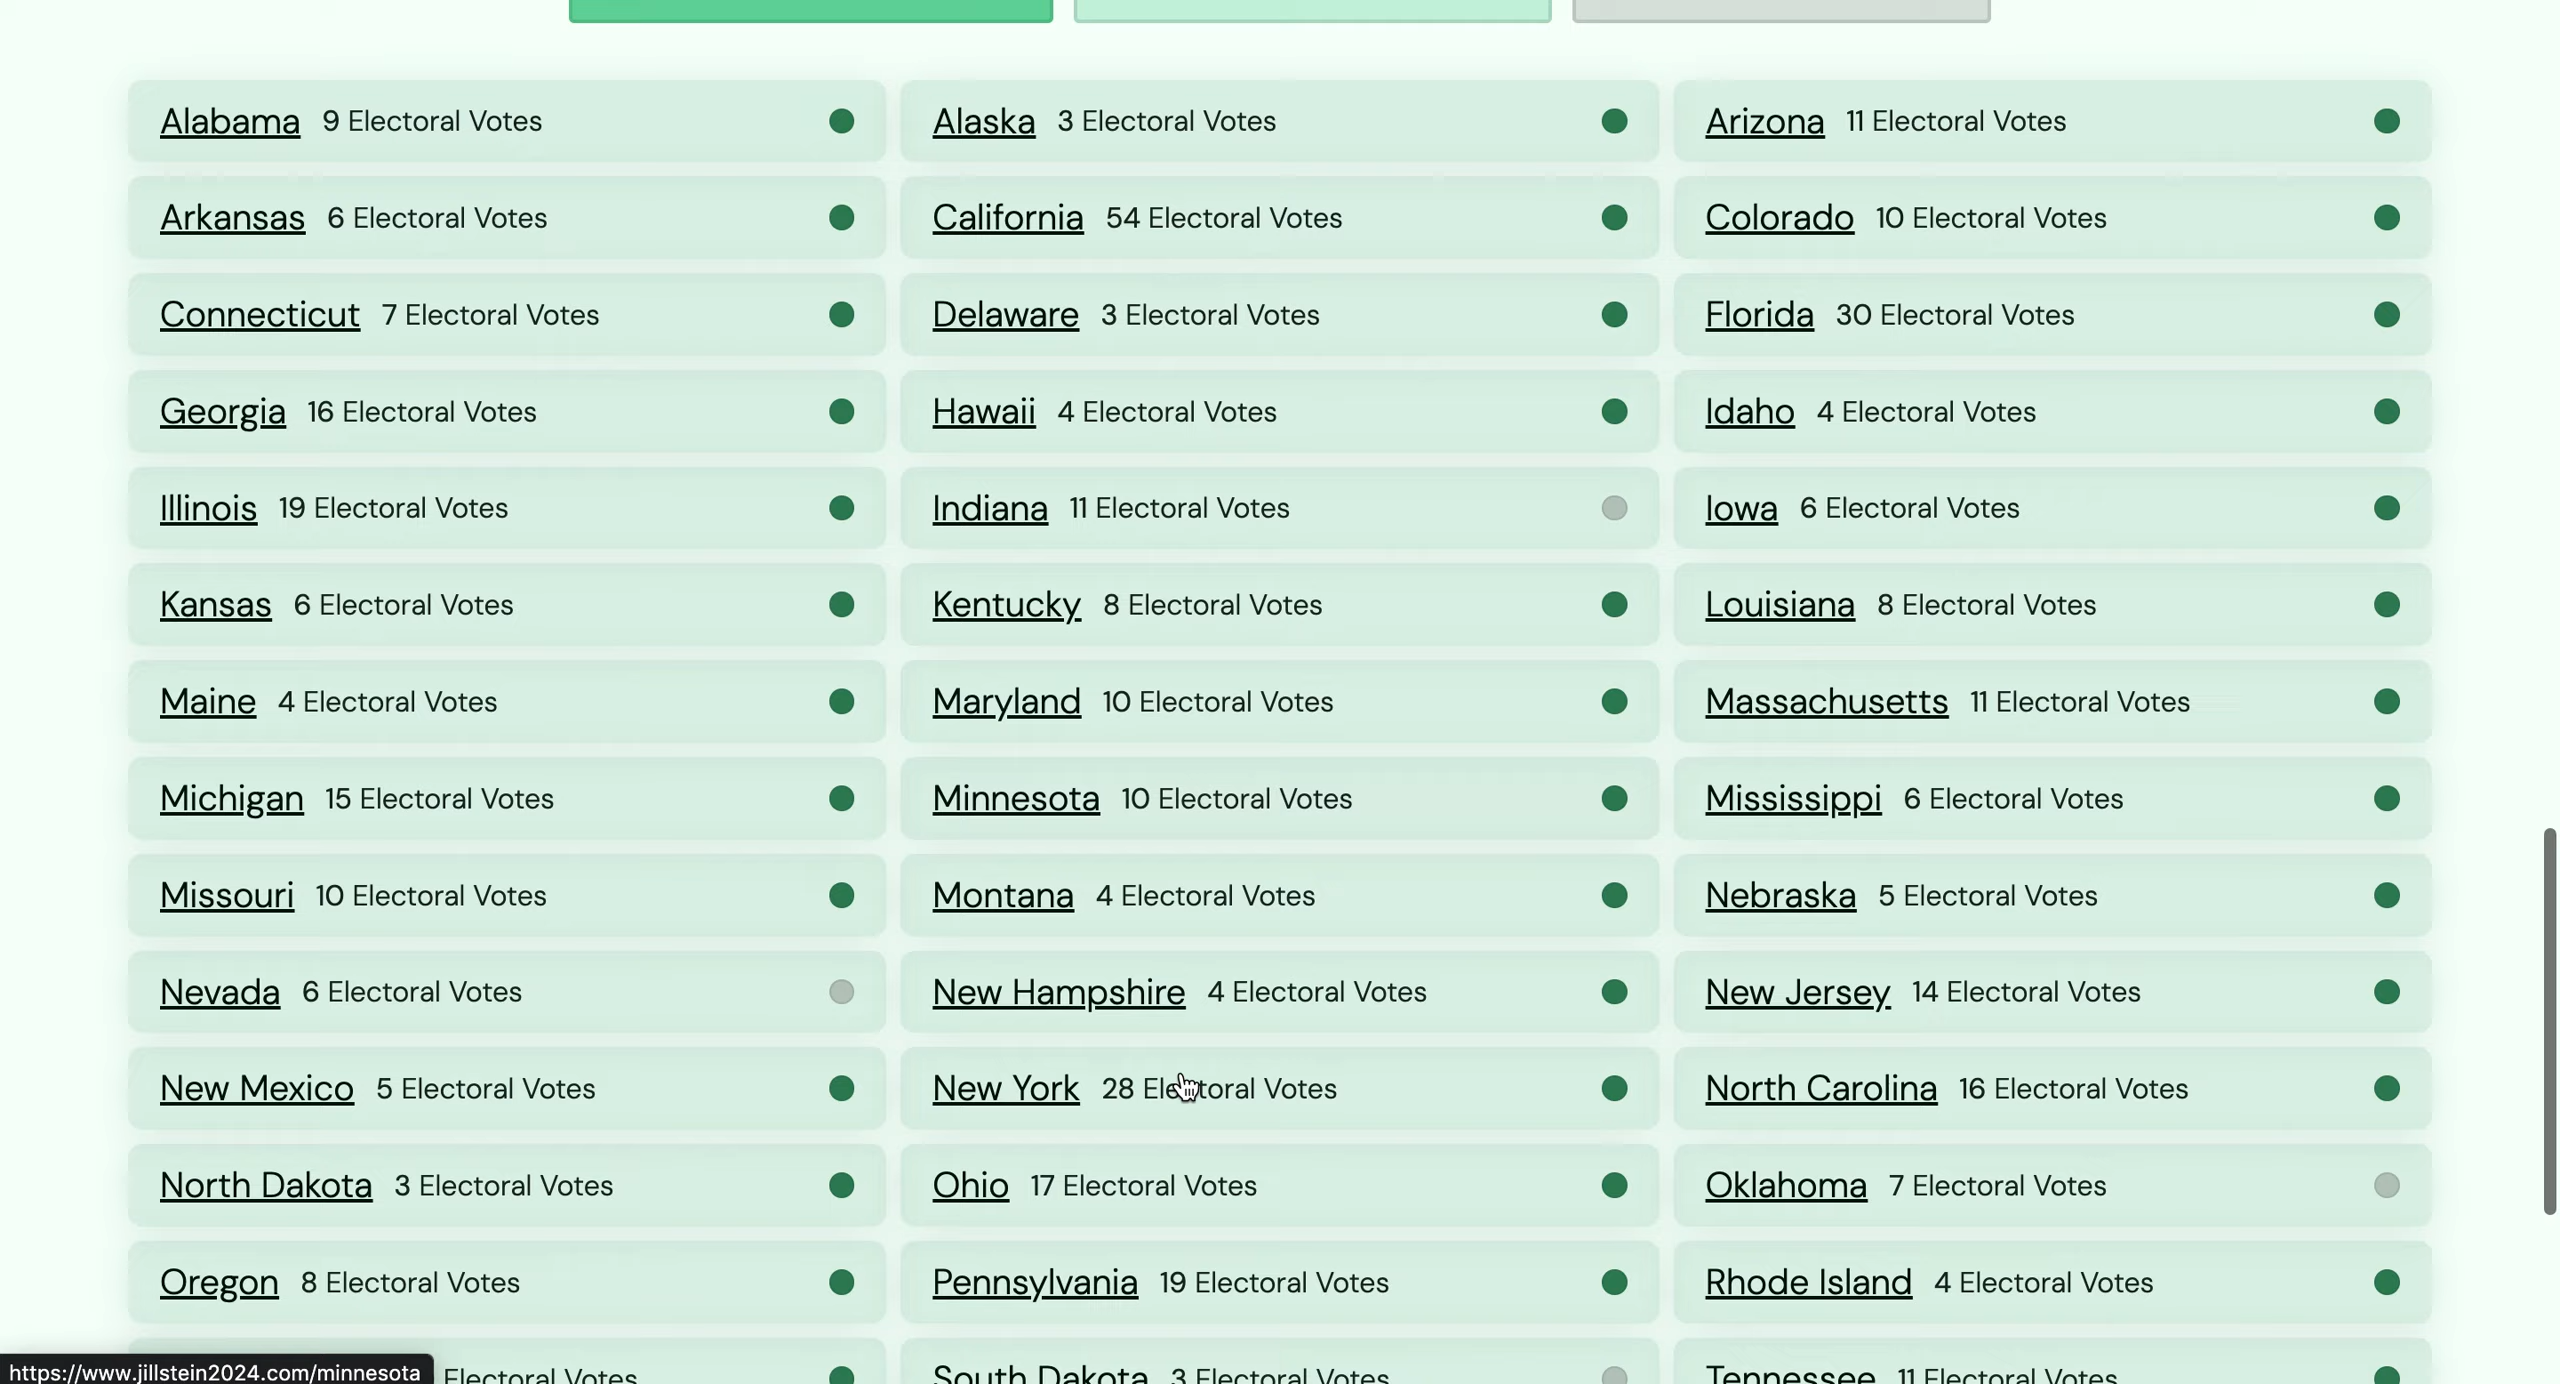 Alabama 9 Electoral Votes
Alaska 3 Electoral Votes
Arizona 11 Electoral Votes
Arkansas 6 Electoral Votes
California 54 Electoral Votes
Colorado 10 Electoral Votes
Connecticut 7 Electoral Votes
Delaware 3 Electoral Votes
Florida 30 Electoral Votes
Georgia 16 Electoral Votes
Hawaii 4 Electoral Votes
Idaho 4 Electoral Votes
Illinois 19 Electoral Votes
Indiana 11 Electoral Votes
Iowa 6 Electoral Votes
Kansas 6 Electoral Votes
Kentucky 8 Electoral Votes
Louisiana 8 Electoral Votes
Maine 4 Electoral Votes
Maryland 10 Electoral Votes
Massachusetts 11 Electoral Votes
Michigan 15 Electoral Votes
Minnesota 10 Electoral Votes
Mississippi 6 Electoral Votes
Missouri 10 Electoral Votes
Montana 4 Electoral Votes
Nebraska 5 Electoral Votes
Nevada 6 Electoral Votes
New Hampshire 4 Electoral Votes
New Jersey 14 Electoral Votes
New Mexico 5 Electoral Votes
New York 28 Electoral Votes
North Carolina 16 Electoral Votes
North Dakota 3 Electoral Votes
Ohio 17 Electoral Votes
Oklahoma 7 Electoral Votes
Oregon 8 Electoral Votes
Pennsylvania 19 Electoral Votes
Rhode Island 4 Electoral Votes
Electoral Votes
South Dakota 3 Electoral Votes
Tennessee 11 Electoral Votes
https://www.jillstein2024.com/minnesota